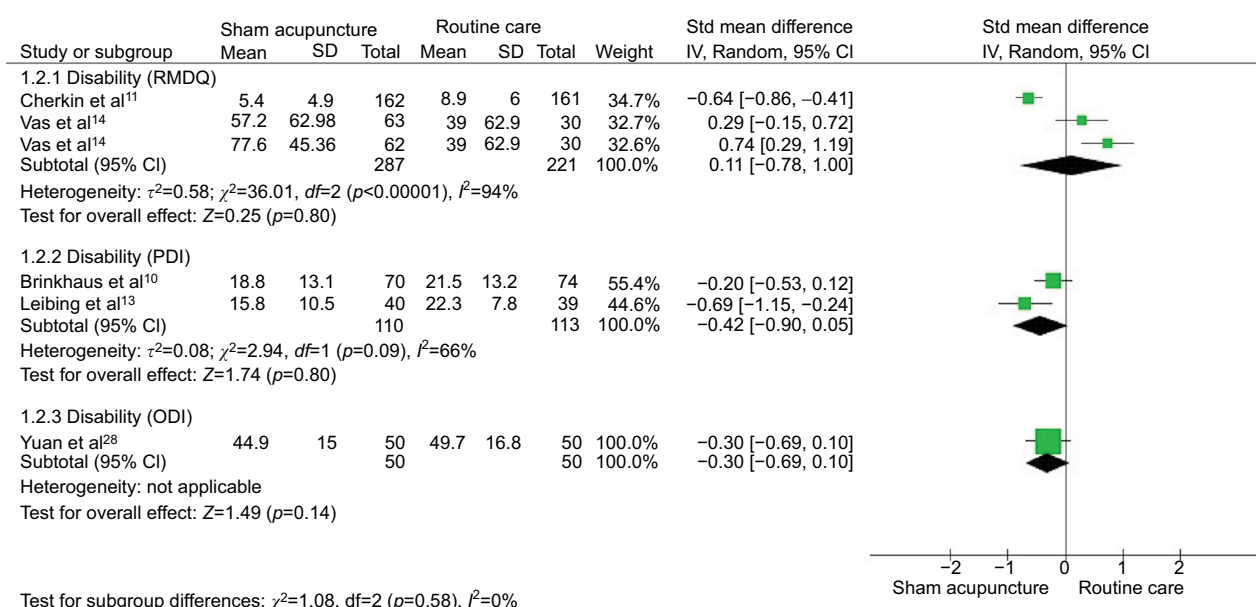 Sham acupuncture Routine care Std mean difference Std mean difference
Study or subgroup Mean SD Total Mean SD Total Weight IV, Random, 95% CI IV, Random, 95% CI
1.2.1 Disability (RMDQ)
Cherkin et al¹¹ 5.4 4.9 162 8.9 6 161 34.7% −0.64 [−0.86, −0.41]
Vas et al¹⁴ 57.2 62.98 63 39 62.9 30 32.7% 0.29 [−0.15, 0.72]
Vas et al¹⁴ 77.6 45.36 62 39 62.9 30 32.6% 0.74 [0.29, 1.19]
Subtotal (95% CI) 287 221 100.0% 0.11 [−0.78, 1.00]
Heterogeneity: τ²=0.58; χ²=36.01, df=2 (p<0.00001), I²=94%
Test for overall effect: Z=0.25 (p=0.80)
1.2.2 Disability (PDI)
Brinkhaus et al¹⁰ 18.8 13.1 70 21.5 13.2 74 55.4% −0.20 [−0.53, 0.12]
Leibing et al¹³ 15.8 10.5 40 22.3 7.8 39 44.6% −0.69 [−1.15, −0.24]
Subtotal (95% CI) 110 113 100.0% −0.42 [−0.90, 0.05]
Heterogeneity: τ²=0.08; χ²=2.94, df=1 (p=0.09), I²=66%
Test for overall effect: Z=1.74 (p=0.80)
1.2.3 Disability (ODI)
Yuan et al²⁸ 44.9 15 50 49.7 16.8 50 100.0% −0.30 [−0.69, 0.10]
Subtotal (95% CI) 50 50 100.0% −0.30 [−0.69, 0.10]
Heterogeneity: not applicable
Test for overall effect: Z=1.49 (p=0.14)
−2 −1 0 1 2
Sham acupuncture Routine care
Test for subgroup differences: χ²=1.08, df=2 (p=0.58), I²=0%